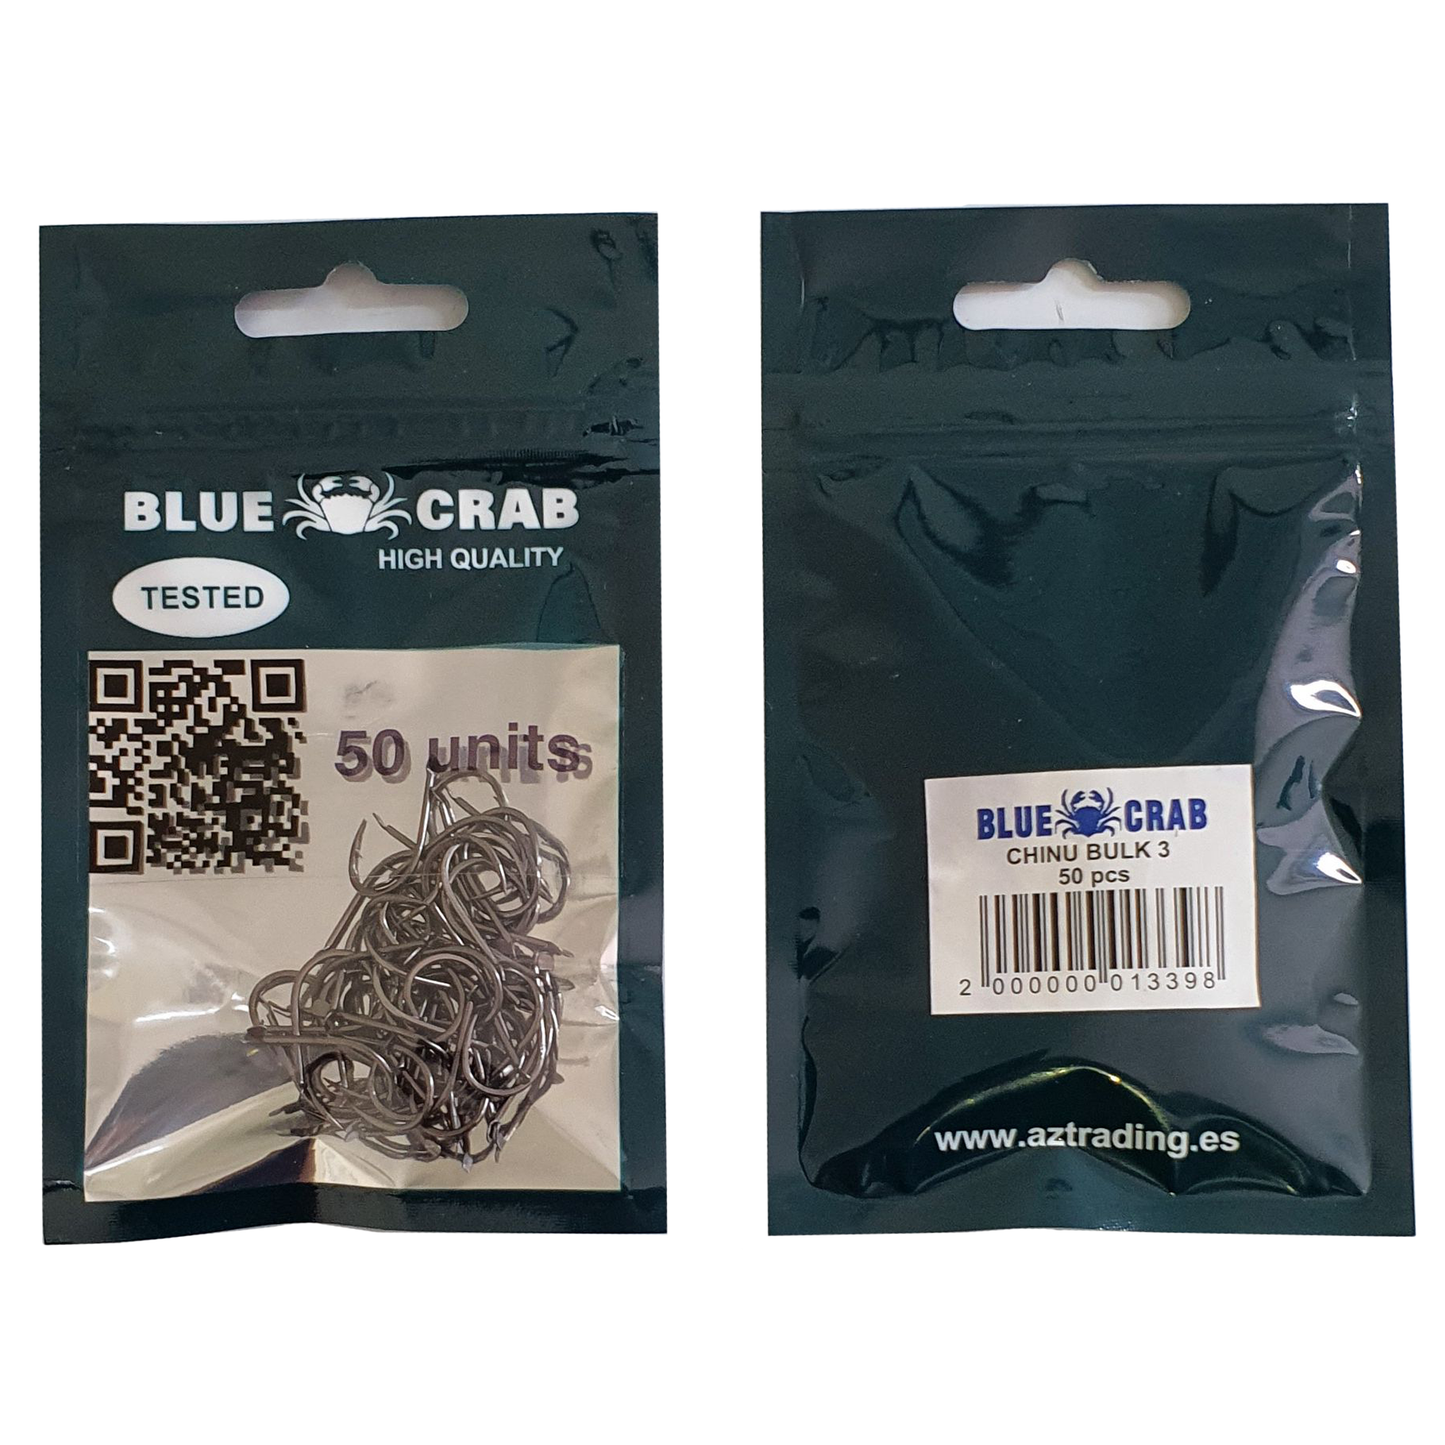 BLUE CRAB
HIGH QUALITY
TESTED
50 units
BLUE CRAB
CHINU BULK 3
50 pcs
2 000000 013398
www.aztrading.es